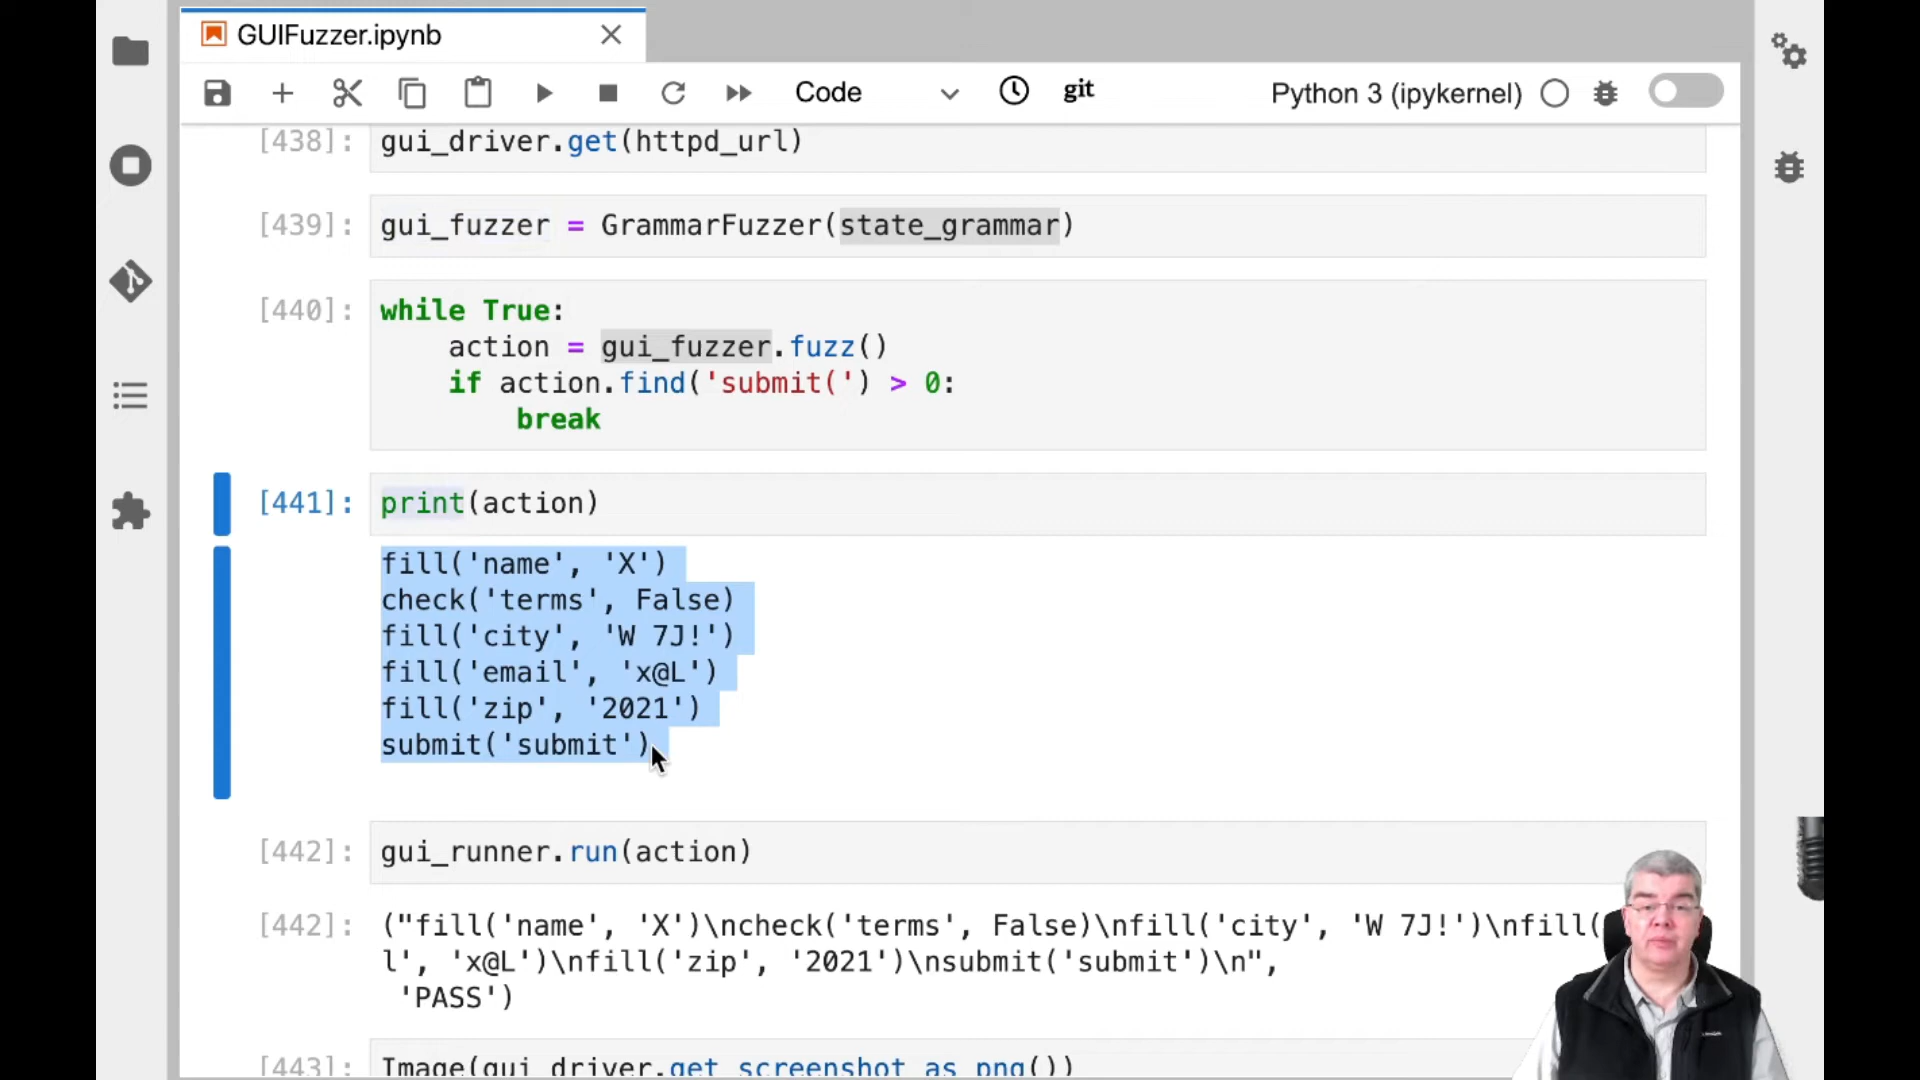 GUIFuzzer.ipynb
Code
git
Python 3 (ipykernel)
[438]: gui_driver.get(httpd_url)
[439]: gui_fuzzer = GrammarFuzzer(state_grammar)
[440]: while True:
action = gui_fuzzer.fuzz()
if action.find('submit(') > 0:
break
[441]: print(action)
fill('name', 'X')
check('terms', False)
fill('city', 'W 7J!')
fill('email', 'x@L')
fill('zip', '2021')
submit('submit')
[442]: gui_runner.run(action)
[442]: ("fill('name', 'X')\ncheck('terms', False)\nfill('city', 'W 7J!')\nfill(
l', 'x@L')\nfill('zip', '2021')\nsubmit('submit')\n",
'PASS')
[443]: Image(gui_driver.get_screenshot_as_png())